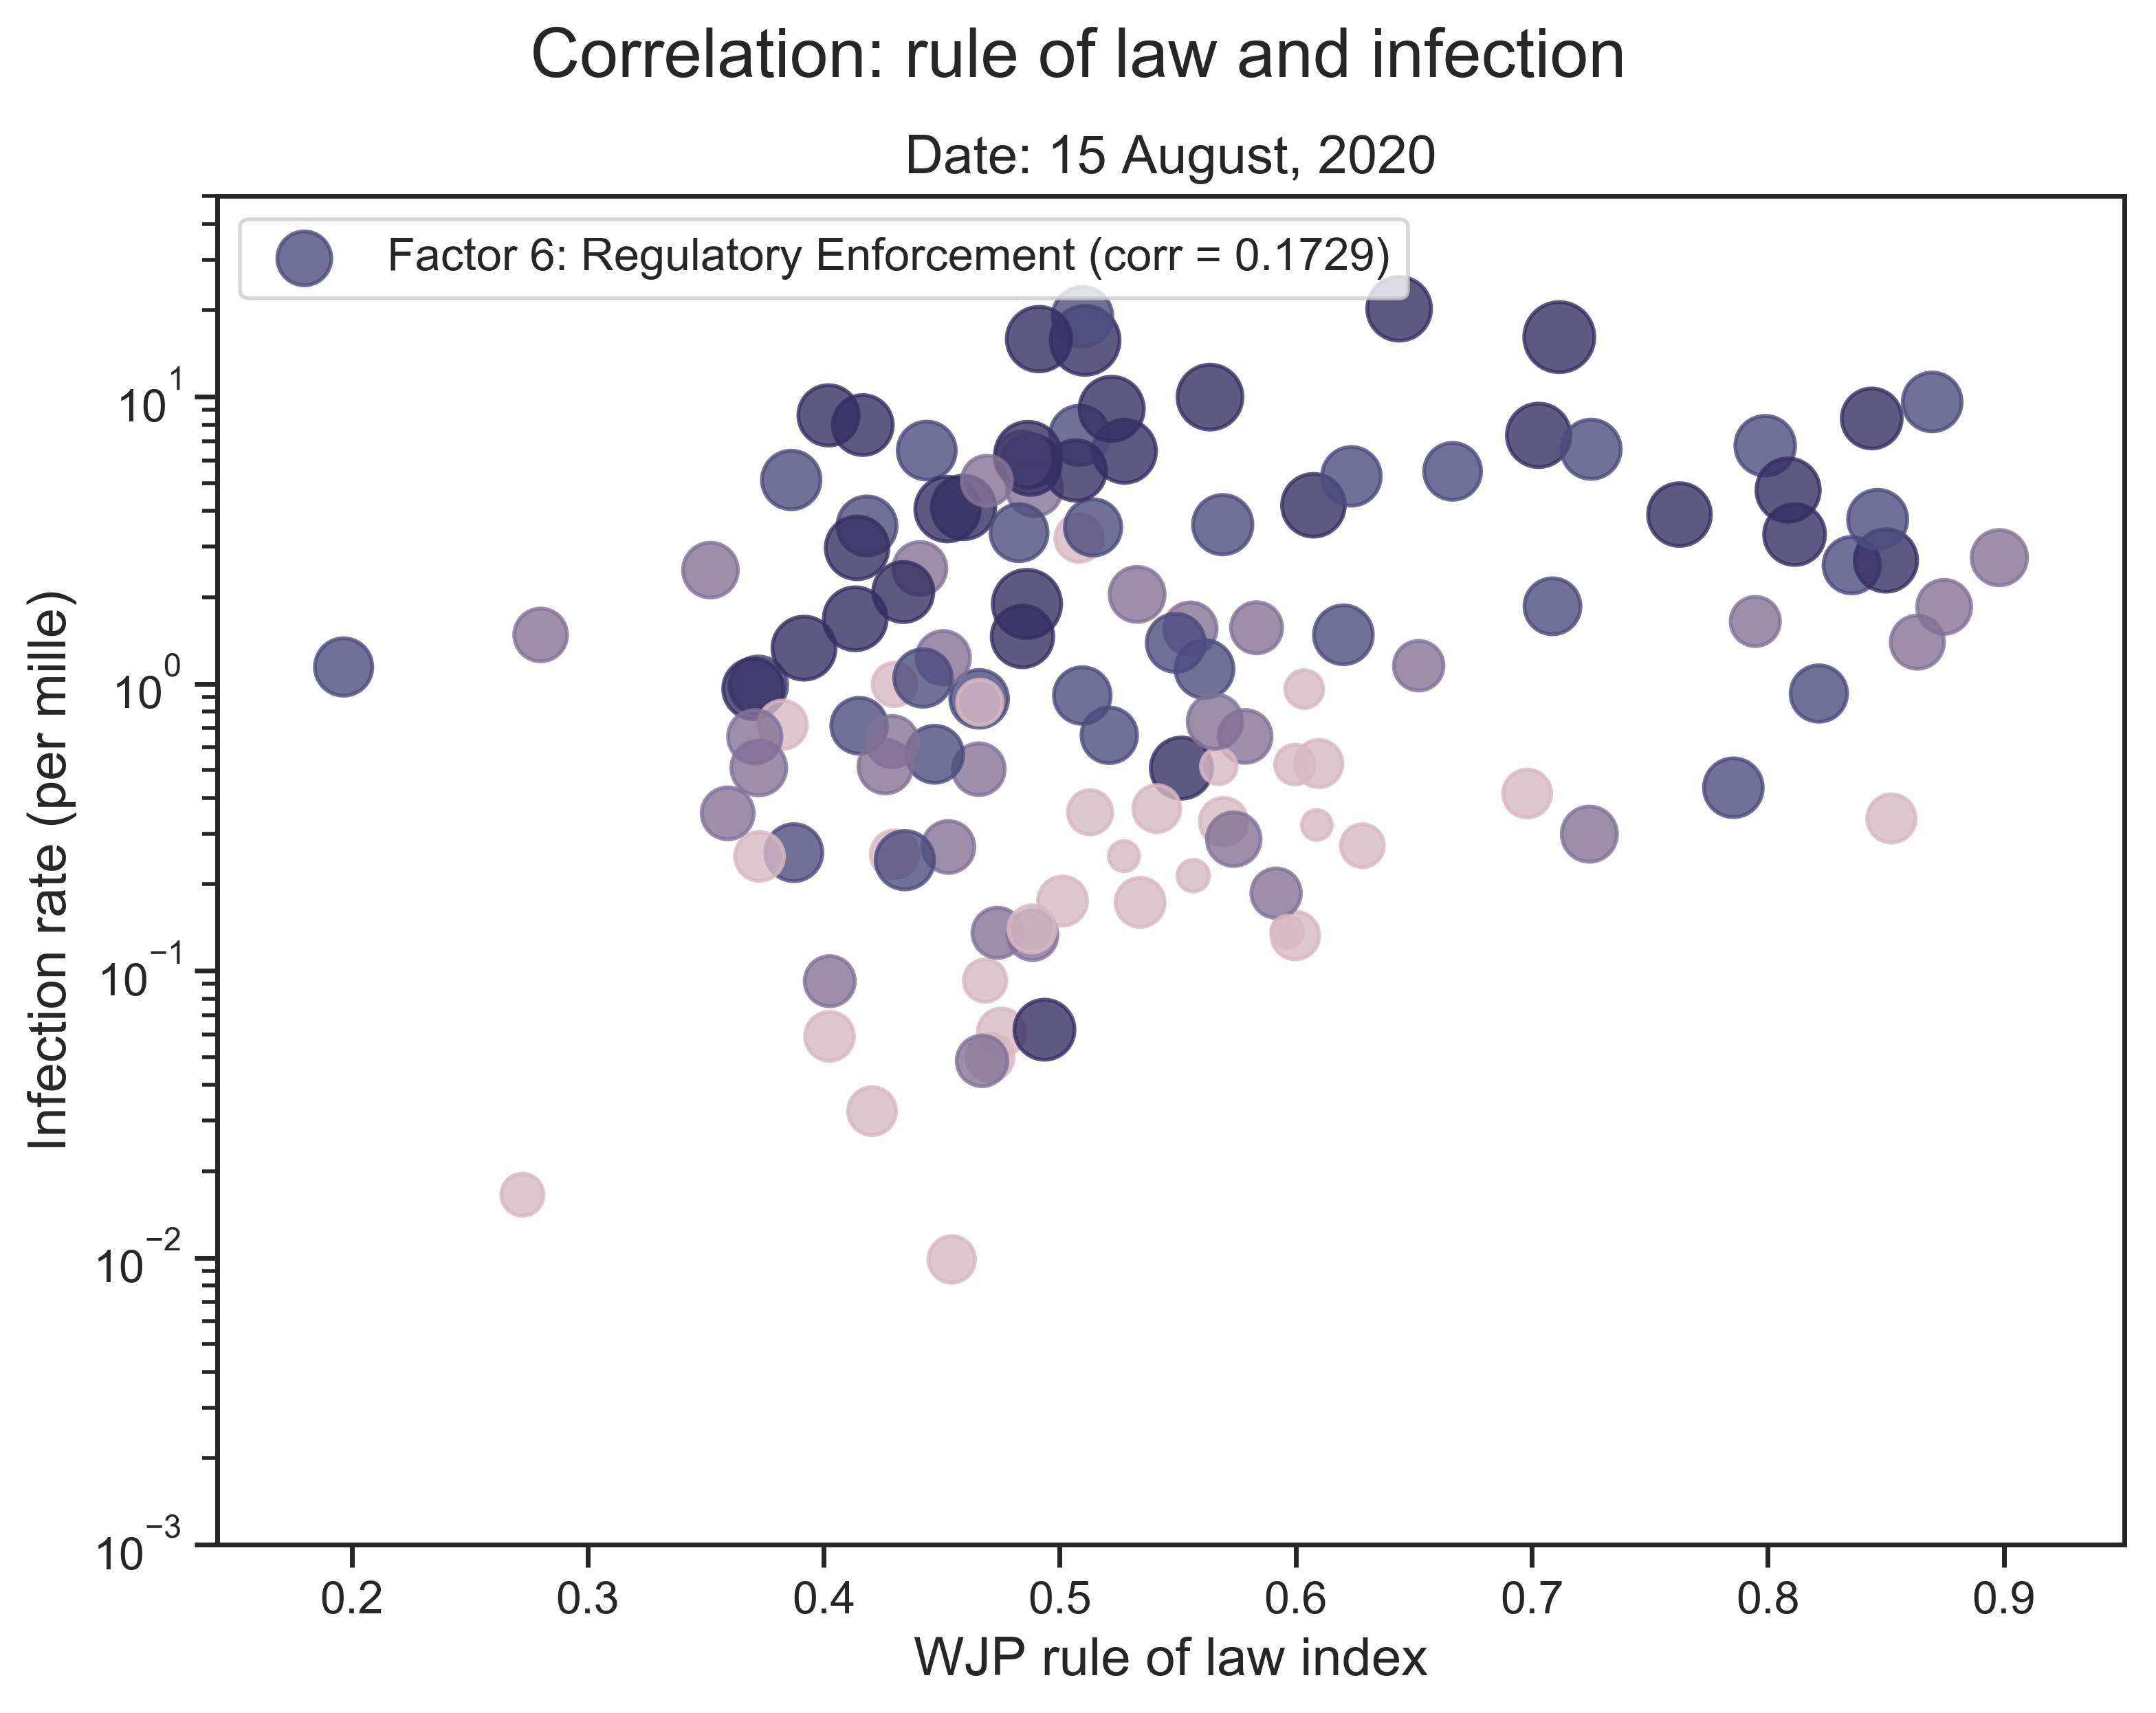 Correlation: rule of law and infection
Date: 15 August, 2020
Factor 6: Regulatory Enforcement (corr = 0.1729)
Infection rate (per mille)
10^1
10^0
10^−1
10^−2
10^−3
0.2 0.3 0.4 0.5 0.6 0.7 0.8 0.9
WJP rule of law index